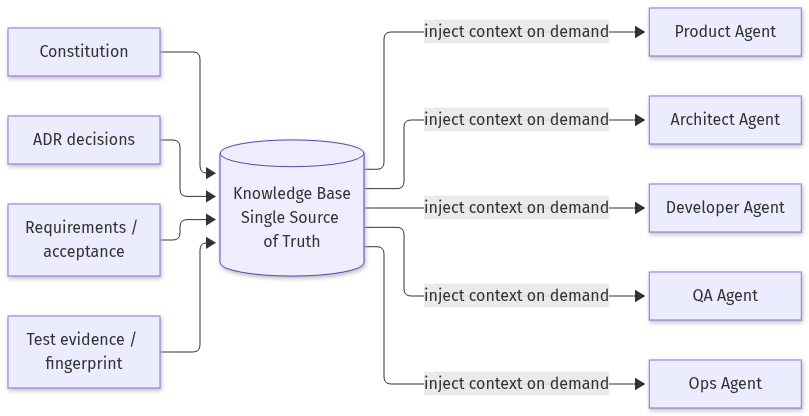 Constitution
ADR decisions
Requirements /
acceptance
Test evidence /
fingerprint
Knowledge Base
Single Source
of Truth
inject context on demand
inject context on demand
inject context on demand
inject context on demand
inject context on demand
Product Agent
Architect Agent
Developer Agent
QA Agent
Ops Agent